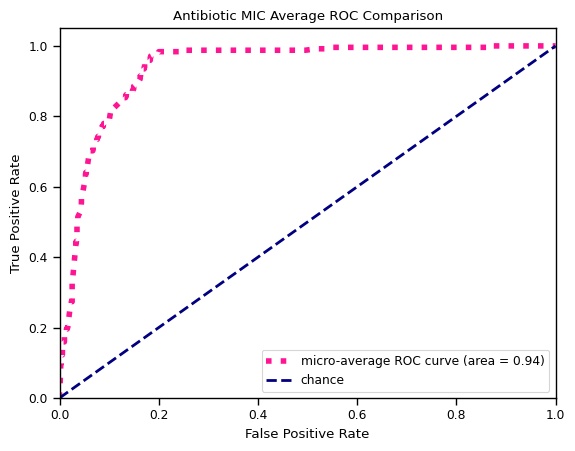 Antibiotic MIC Average ROC Comparison
1.0
0.8
0.6
0.4
0.2
0.0
True Positive Rate
micro-average ROC curve (area = 0.94)
chance
0.0 0.2 0.4 0.6 0.8 1.0
False Positive Rate